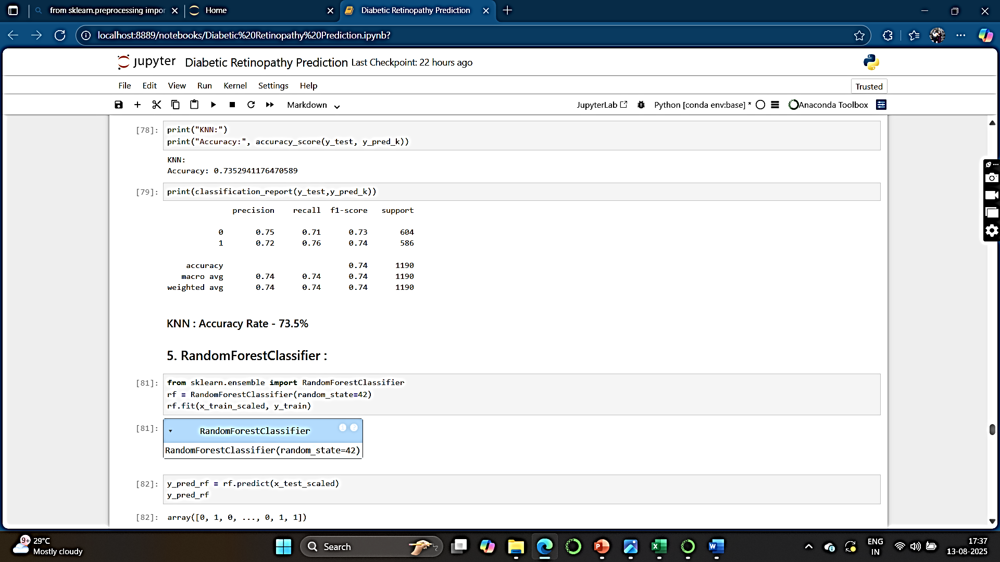 from sklearn.preprocessing impor
Home
Diabetic Retinopathy Prediction
localhost:8889/notebooks/Diabetic%20Retinopathy%20Prediction.ipynb?
jupyter Diabetic Retinopathy Prediction Last Checkpoint: 22 hours ago
File Edit View Run Kernel Settings Help
Trusted
Markdown
JupyterLab Python [conda env:base] * Anaconda Toolbox
[78]: print("KNN:")
print("Accuracy:", accuracy_score(y_test, y_pred_k))
KNN:
Accuracy: 0.7352941176470589
[79]: print(classification_report(y_test,y_pred_k))
precision recall f1-score support
0 0.75 0.71 0.73 604
1 0.72 0.76 0.74 586
accuracy 0.74 1190
macro avg 0.74 0.74 0.74 1190
weighted avg 0.74 0.74 0.74 1190
KNN : Accuracy Rate - 73.5%
5. RandomForestClassifier :
[81]: from sklearn.ensemble import RandomForestClassifier
rf = RandomForestClassifier(random_state=42)
rf.fit(x_train_scaled, y_train)
[81]: RandomForestClassifier
RandomForestClassifier(random_state=42)
[82]: y_pred_rf = rf.predict(x_test_scaled)
y_pred_rf
[82]: array([0, 1, 0, ..., 0, 1, 1])
9+
29°C
Mostly cloudy
Search
ENG
IN
17:37
13-08-2025